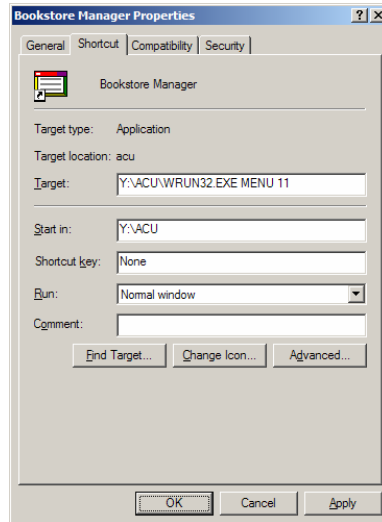 Bookstore Manager Properties
General Shortcut Compatibility Security
Bookstore Manager
Target type: Application
Target location: acu
Target: Y:\ACU\WRUN32.EXE MENU 11
Start in: Y:\ACU
Shortcut key: None
Run: Normal window
Comment:
Find Target... Change Icon... Advanced...
OK Cancel Apply